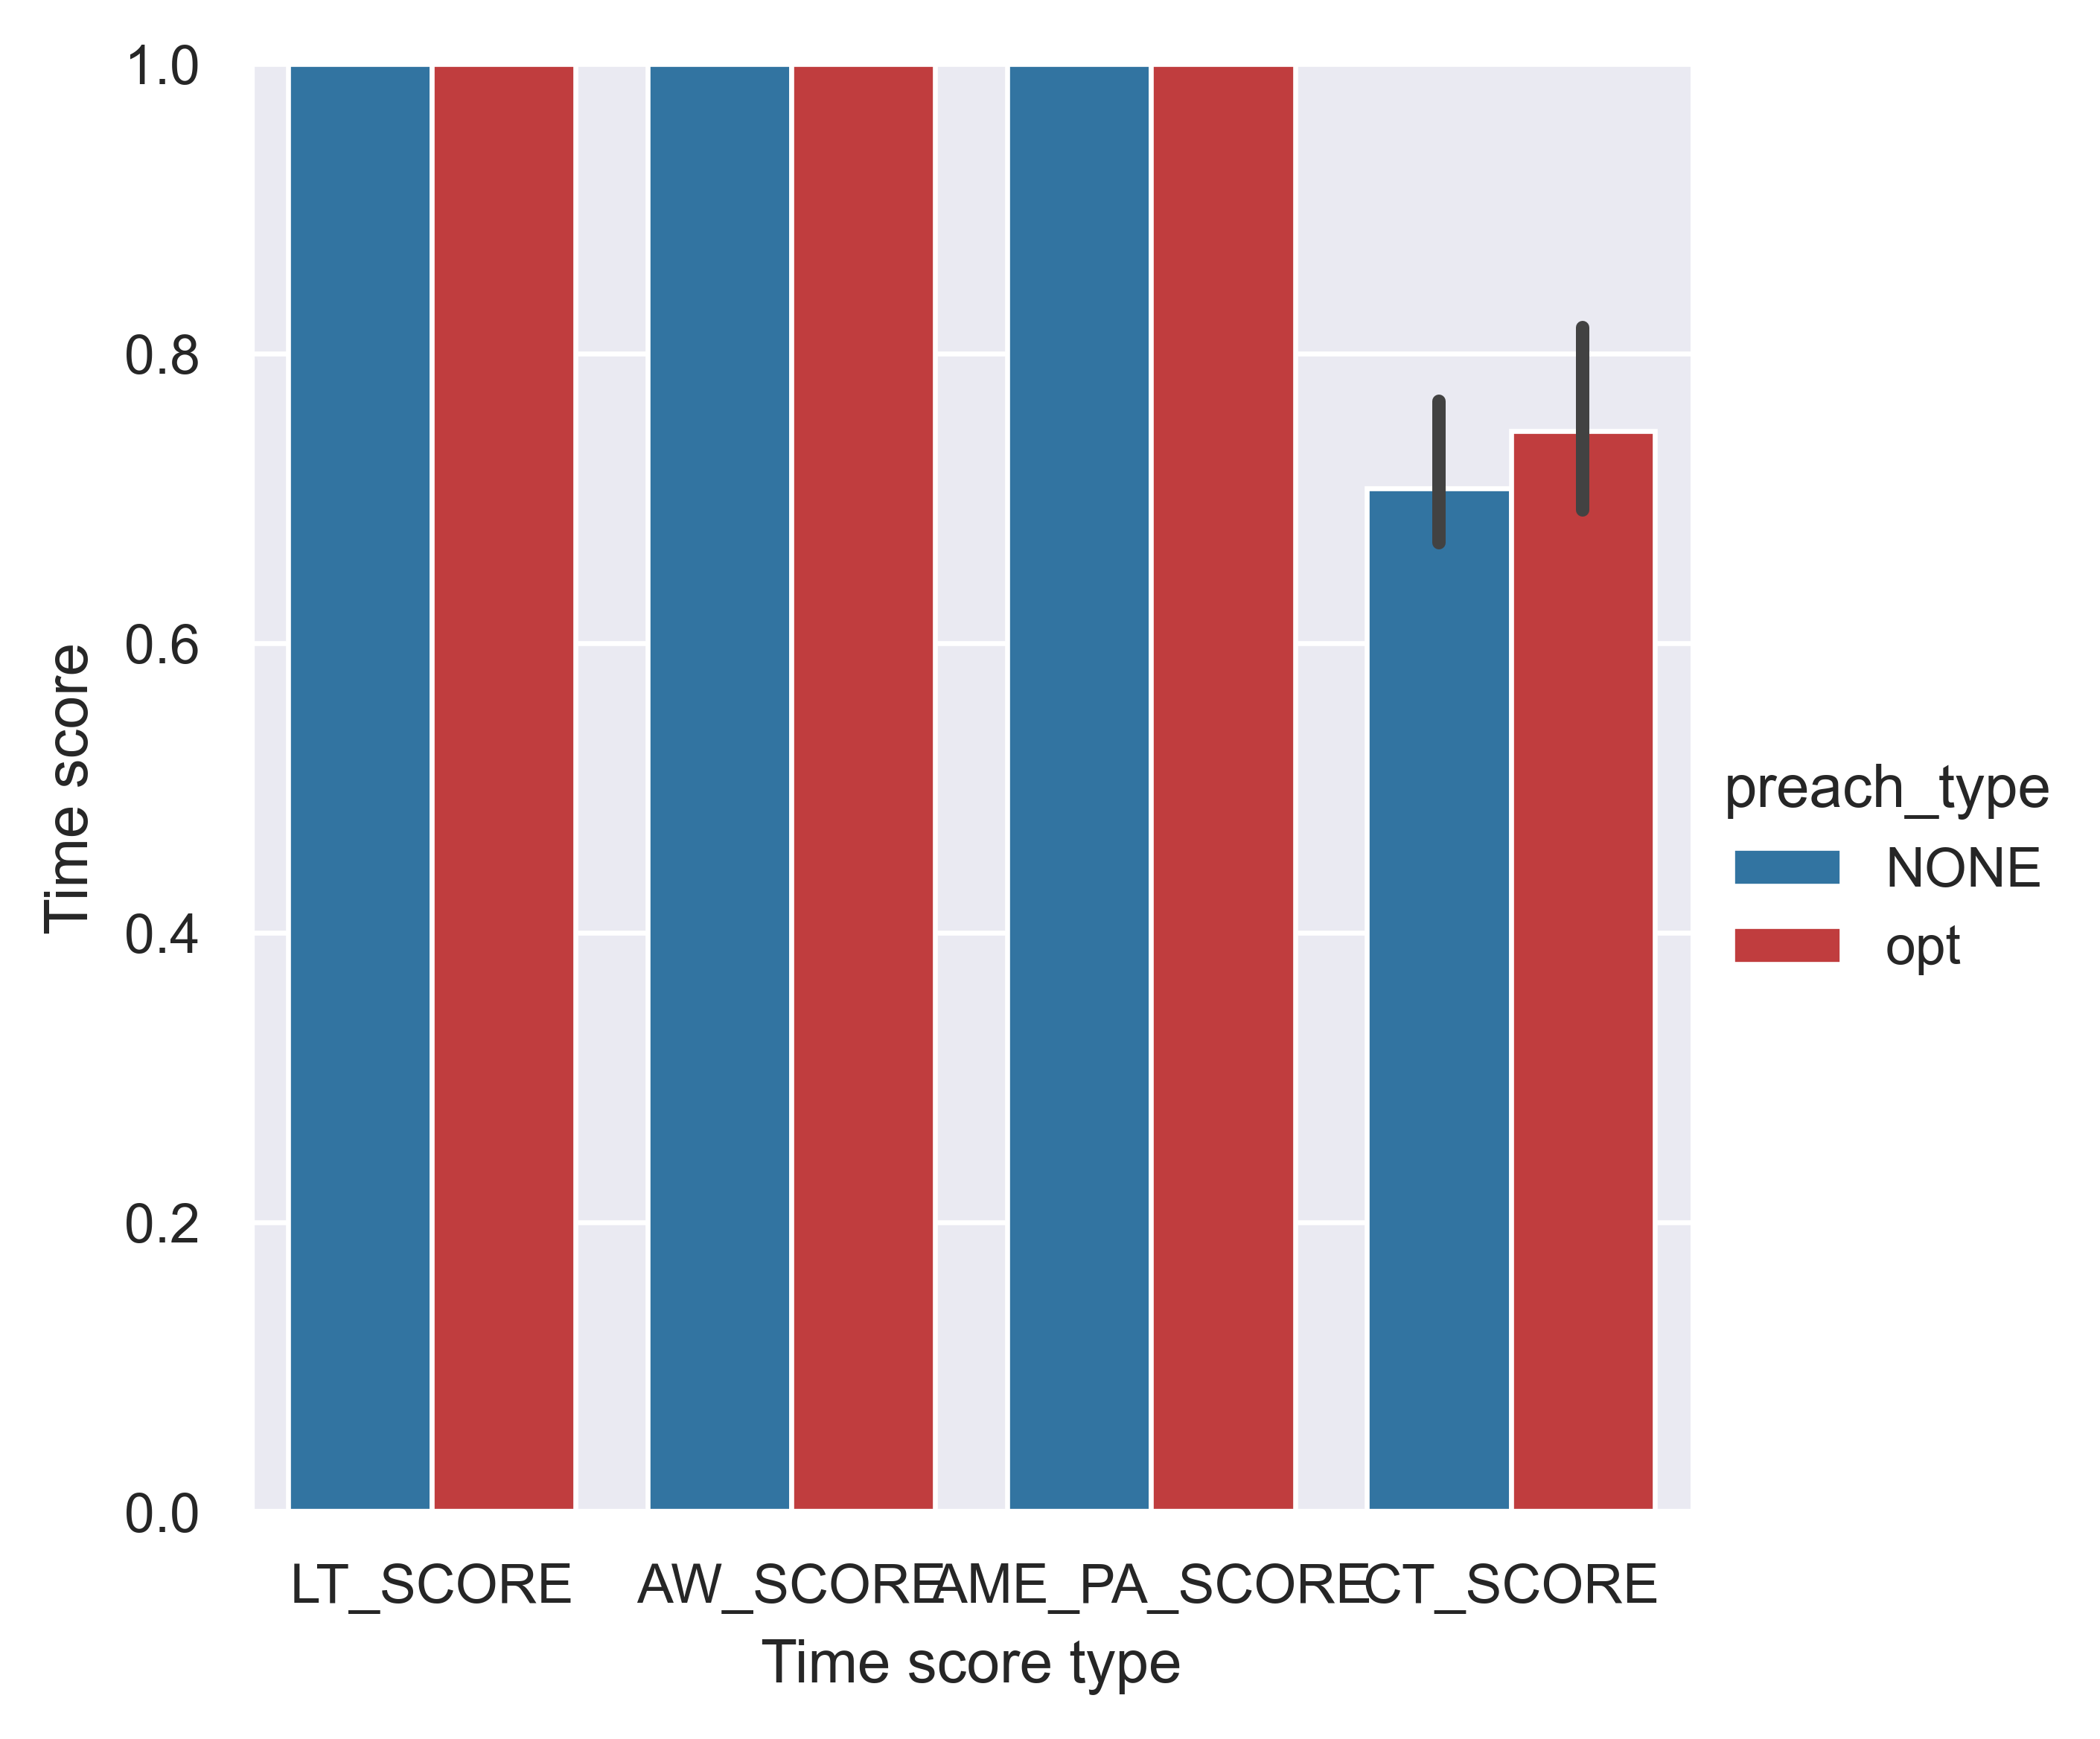 1.0
0.8
0.6
0.4
0.2
0.0
Time score
LT_SCORE AW_SCORE AME_PA_SCORE CT_SCORE
Time score type
preach_type
NONE
opt